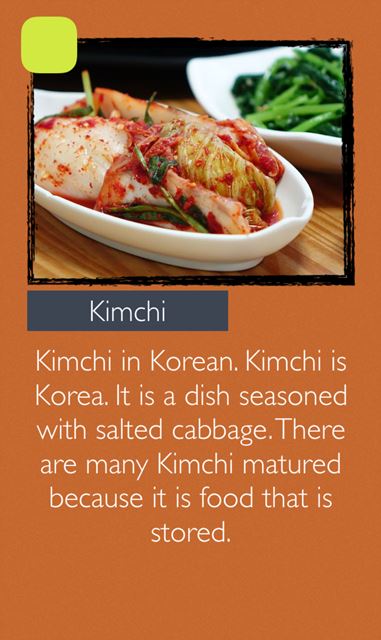 Kimchi
Kimchi in Korean. Kimchi is
Korea. It is a dish seasoned
with salted cabbage. There
are many Kimchi matured
because it is food that is
stored.